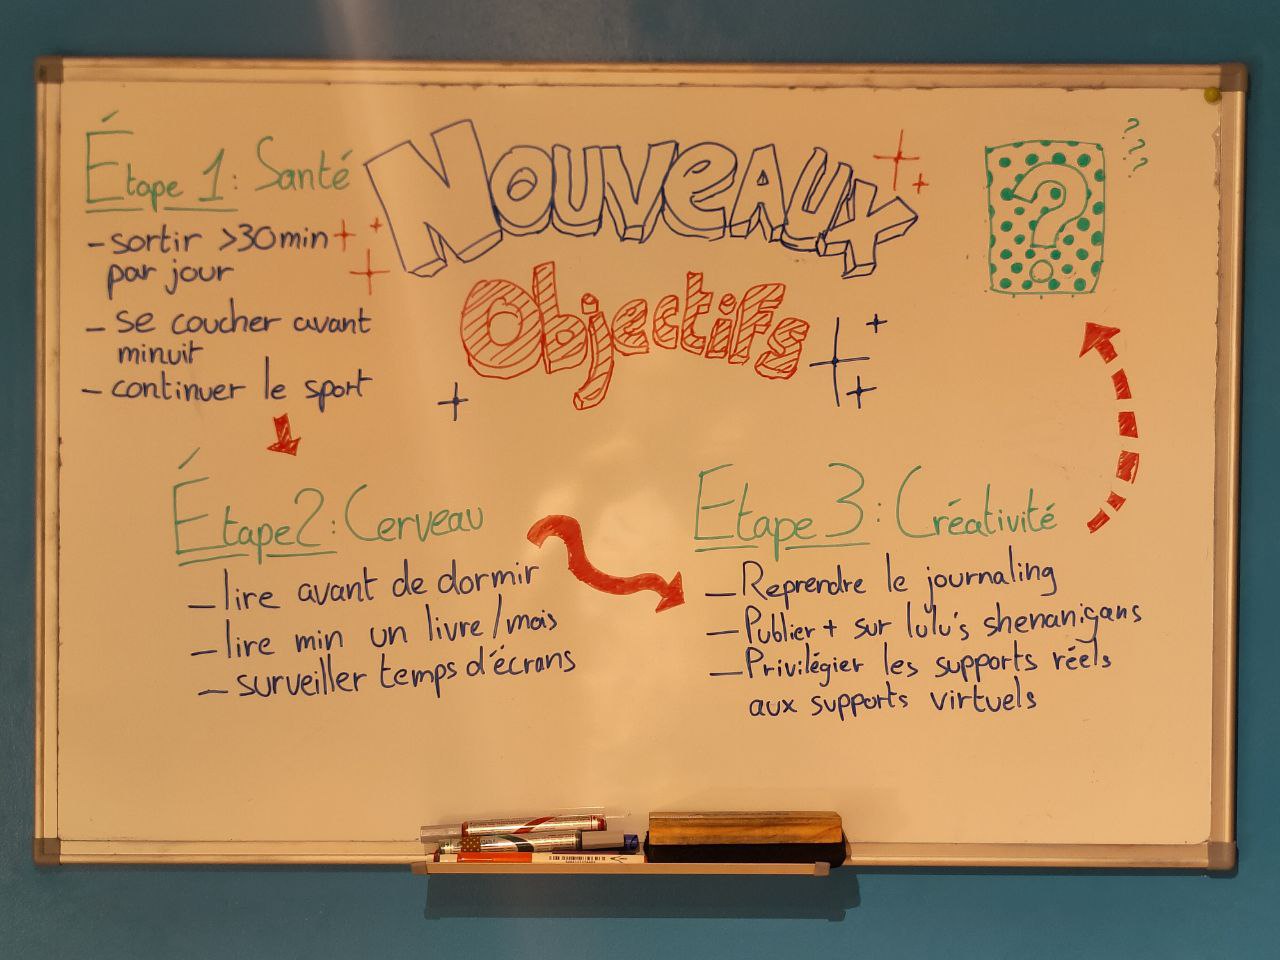 Nouveaux
Objectifs
Étape 1: Santé
- sortir >30min
par jour
- se coucher avant
minuit
- continuer le sport
Étape 2: Cerveau
- lire avant de dormir
- lire min un livre/mois
- surveiller temps d'écrans
Etape 3: Créativité
- Reprendre le journaling
- Publier + sur lulu's shenanigans
- Privilégier les supports réels
aux supports virtuels
?
???